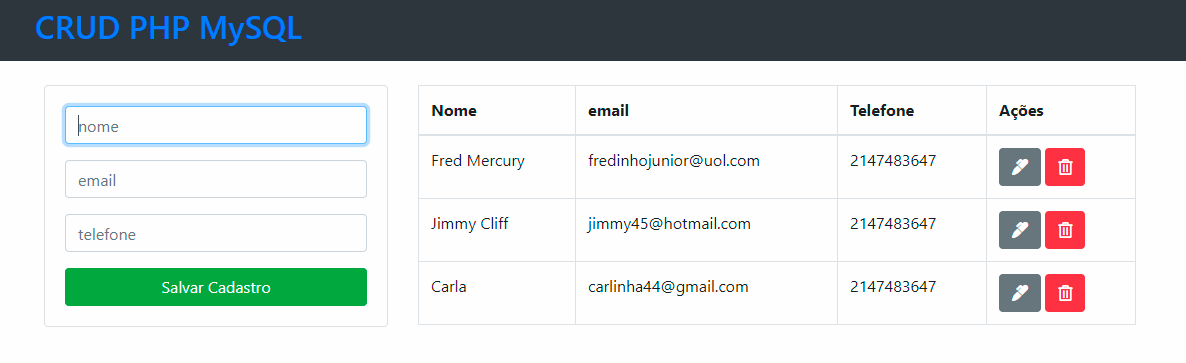 CRUD PHP MySQL
nome
email
telefone
Salvar Cadastro
Nome email Telefone Ações
Fred Mercury fredinhojunior@uol.com 2147483647
Jimmy Cliff jimmy45@hotmail.com 2147483647
Carla carlinha44@gmail.com 2147483647